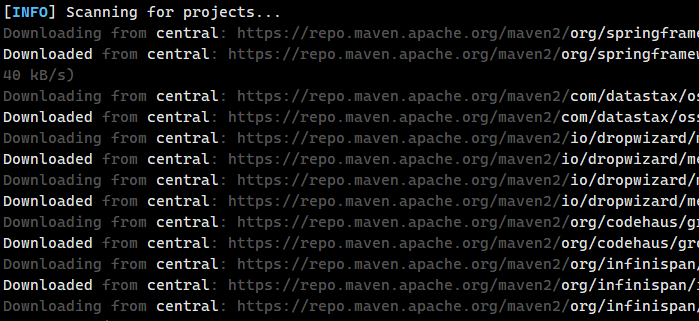 [INFO] Scanning for projects...
Downloading from central: https://repo.maven.apache.org/maven2/org/springframe
Downloaded from central: https://repo.maven.apache.org/maven2/org/springframew
40 kB/s)
Downloading from central: https://repo.maven.apache.org/maven2/com/datastax/os
Downloaded from central: https://repo.maven.apache.org/maven2/com/datastax/oss
Downloading from central: https://repo.maven.apache.org/maven2/io/dropwizard/m
Downloaded from central: https://repo.maven.apache.org/maven2/io/dropwizard/me
Downloading from central: https://repo.maven.apache.org/maven2/io/dropwizard/m
Downloaded from central: https://repo.maven.apache.org/maven2/io/dropwizard/me
Downloading from central: https://repo.maven.apache.org/maven2/org/codehaus/gr
Downloaded from central: https://repo.maven.apache.org/maven2/org/codehaus/gro
Downloading from central: https://repo.maven.apache.org/maven2/org/infinispan/
Downloaded from central: https://repo.maven.apache.org/maven2/org/infinispan/i
Downloading from central: https://repo.maven.apache.org/maven2/org/infinispan/